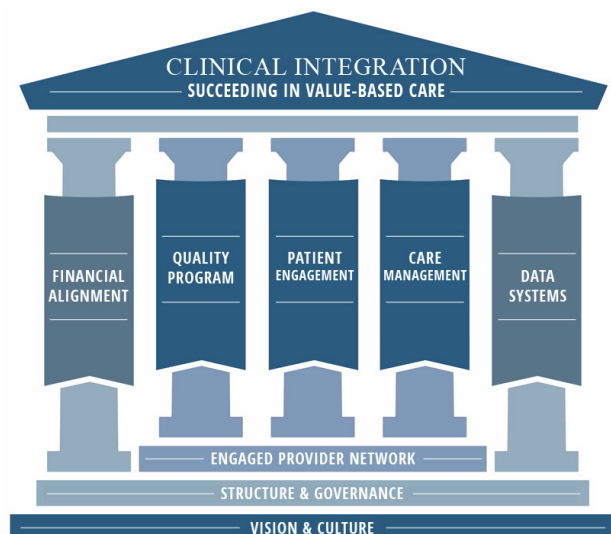 CLINICAL INTEGRATION
SUCCEEDING IN VALUE-BASED CARE
FINANCIAL
ALIGNMENT
QUALITY
PROGRAM
PATIENT
ENGAGEMENT
CARE
MANAGEMENT
DATA
SYSTEMS
ENGAGED PROVIDER NETWORK
STRUCTURE & GOVERNANCE
VISION & CULTURE